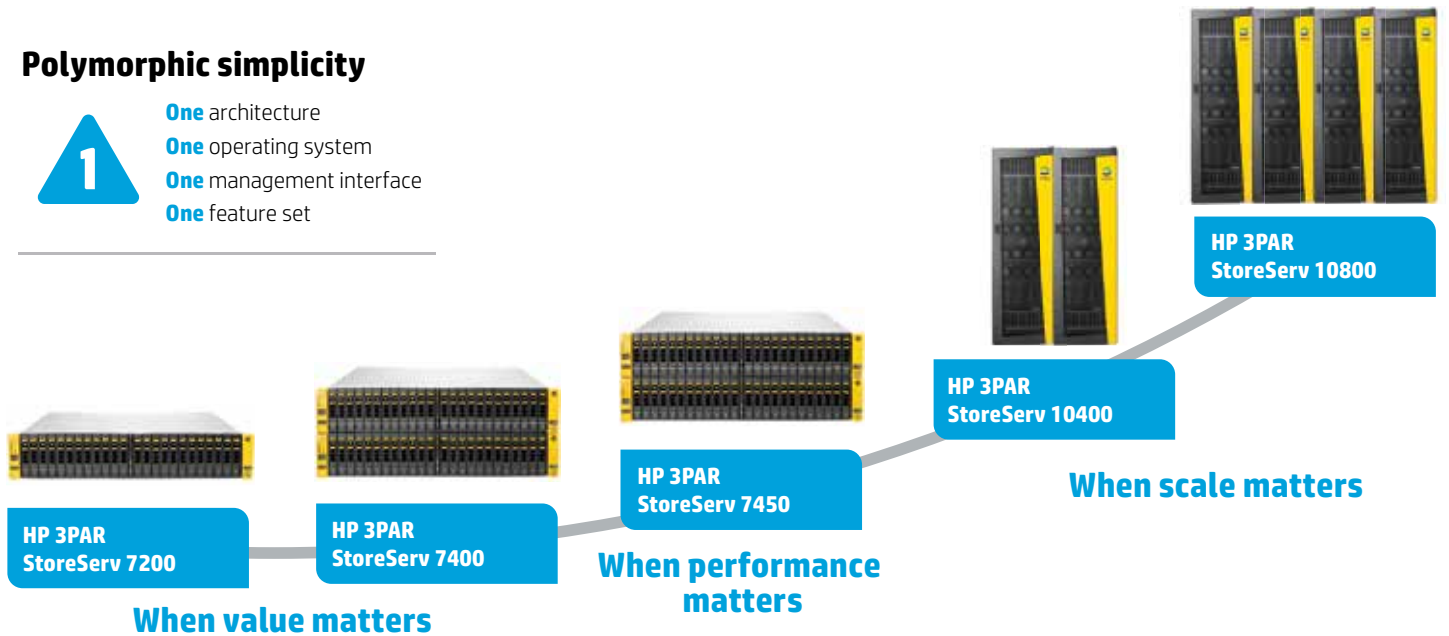 Polymorphic simplicity
1
One architecture
One operating system
One management interface
One feature set
HP 3PAR
StoreServ 7200
HP 3PAR
StoreServ 7400
When value matters
HP 3PAR
StoreServ 7450
When performance
matters
HP 3PAR
StoreServ 10400
HP 3PAR
StoreServ 10800
When scale matters